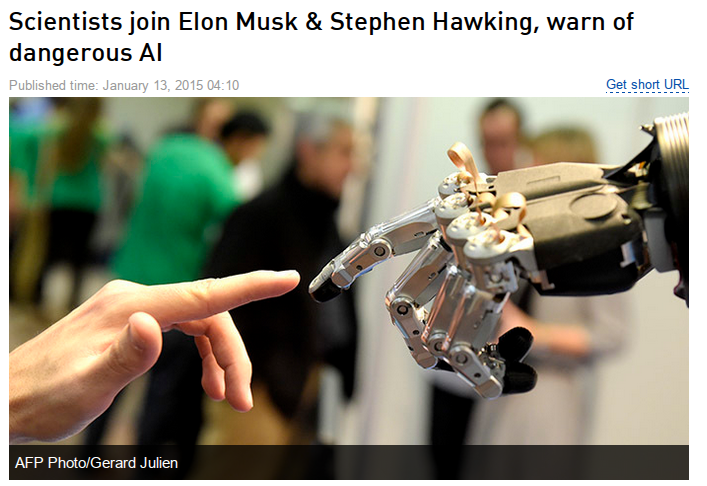 Scientists join Elon Musk & Stephen Hawking, warn of
dangerous AI
Published time: January 13, 2015 04:10
Get short URL
AFP Photo/Gerard Julien